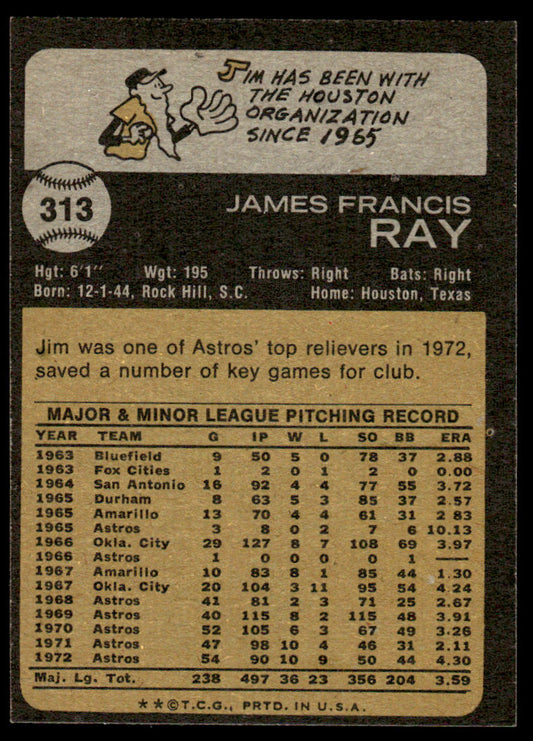 JIM HAS BEEN WITH
THE HOUSTON
ORGANIZATION
SINCE 1965
313
JAMES FRANCIS
RAY
Hgt: 6'1" Wgt: 195 Throws: Right Bats: Right
Born: 12-1-44, Rock Hill, S.C. Home: Houston, Texas
Jim was one of Astros' top relievers in 1972,
saved a number of key games for club.
MAJOR & MINOR LEAGUE PITCHING RECORD
YEAR TEAM G IP W L SO BB ERA
1963 Bluefield 9 50 5 0 78 37 2.88
1963 Fox Cities 1 2 0 1 2 0 0.00
1964 San Antonio 16 92 4 4 77 55 3.72
1965 Durham 8 63 5 3 85 37 2.57
1965 Amarillo 13 70 4 4 61 31 2 83
1965 Astros 3 8 0 2 7 6 10.13
1966 Okla. City 29 127 8 7 108 69 3.97
1966 Astros 1 0 0 0 0 1 —
1967 Amarillo 10 83 8 1 85 44 1.30
1967 Okla. City 20 104 3 11 95 54 4.24
1968 Astros 41 81 2 3 71 25 2.67
1969 Astros 40 115 8 2 115 48 3.91
1970 Astros 52 105 6 3 67 49 3.26
1971 Astros 47 98 10 4 46 31 2.11
1972 Astros 54 90 10 9 50 44 4.30
Maj. Lg. Tot. 238 497 36 23 356 204 3.59
**©T.C.G., PRTD. IN U.S.A.